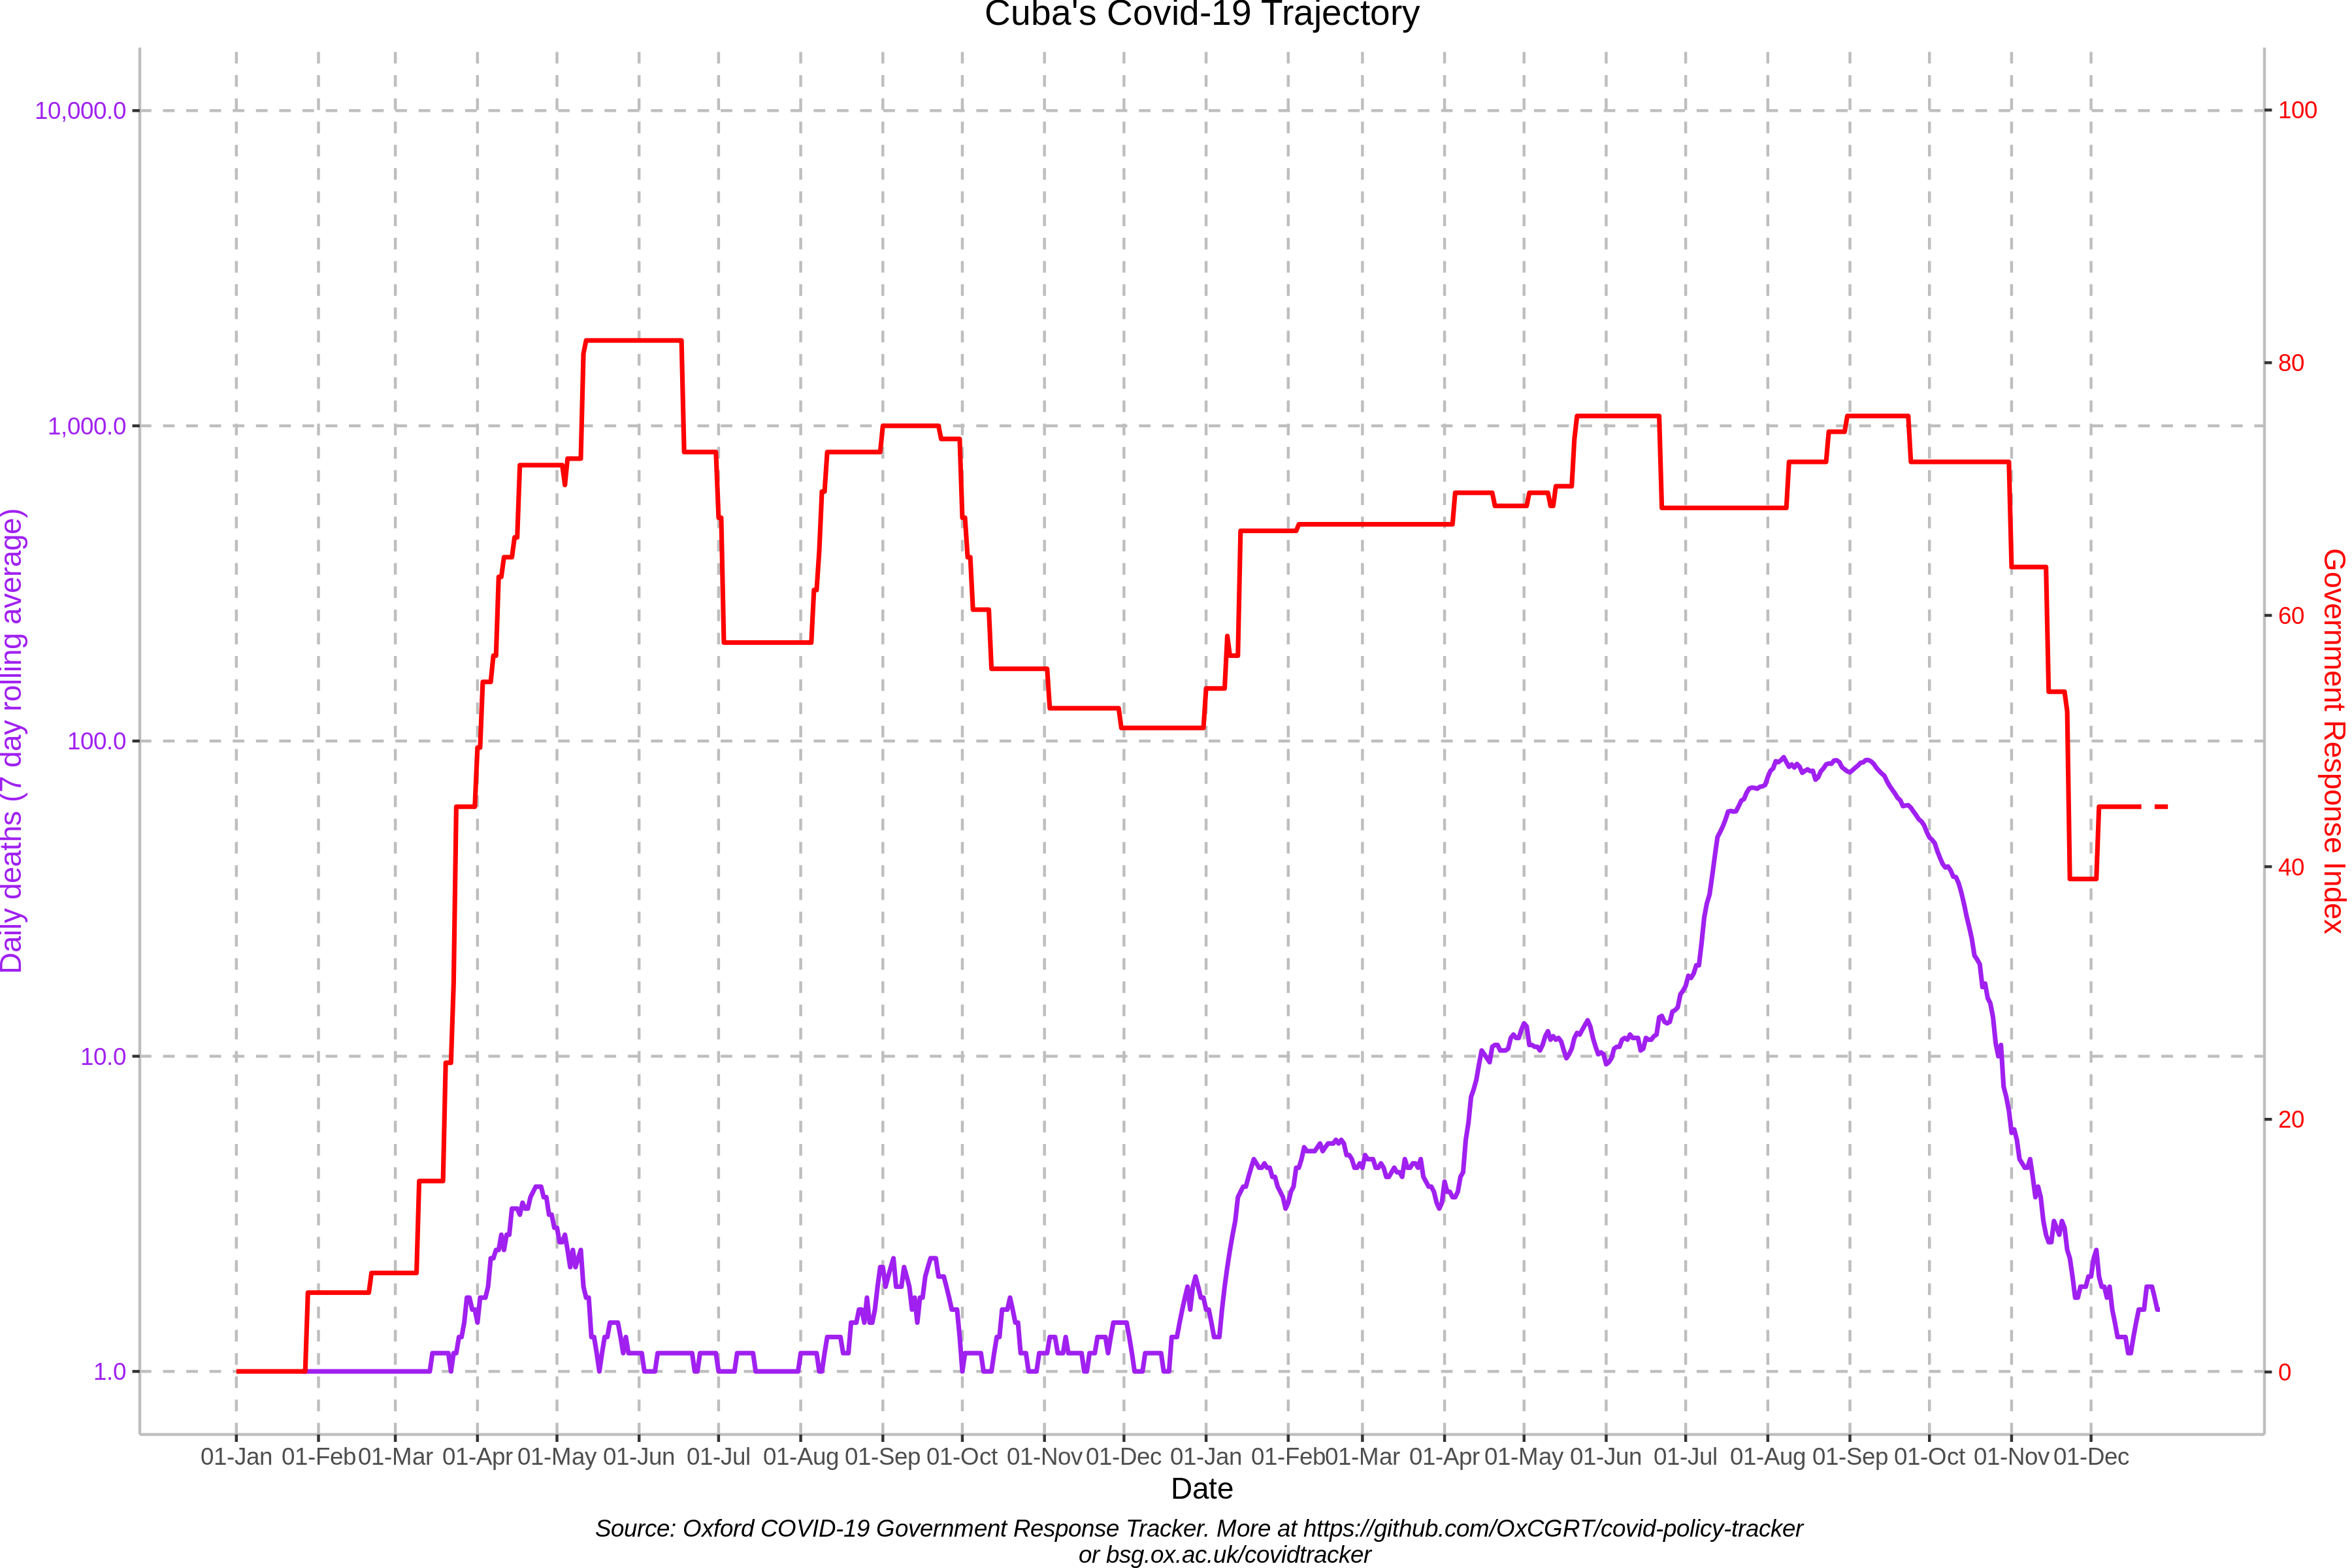 Cuba's Covid-19 Trajectory
10,000.0
1,000.0
100.0
10.0
1.0
Daily deaths (7 day rolling average)
100
80
60
40
20
0
Government Response Index
01-Jan 01-Feb 01-Mar 01-Apr 01-May 01-Jun 01-Jul 01-Aug 01-Sep 01-Oct 01-Nov 01-Dec 01-Jan 01-Feb 01-Mar 01-Apr 01-May 01-Jun 01-Jul 01-Aug 01-Sep 01-Oct 01-Nov 01-Dec
Date
Source: Oxford COVID-19 Government Response Tracker. More at https://github.com/OxCGRT/covid-policy-tracker
or bsg.ox.ac.uk/covidtracker